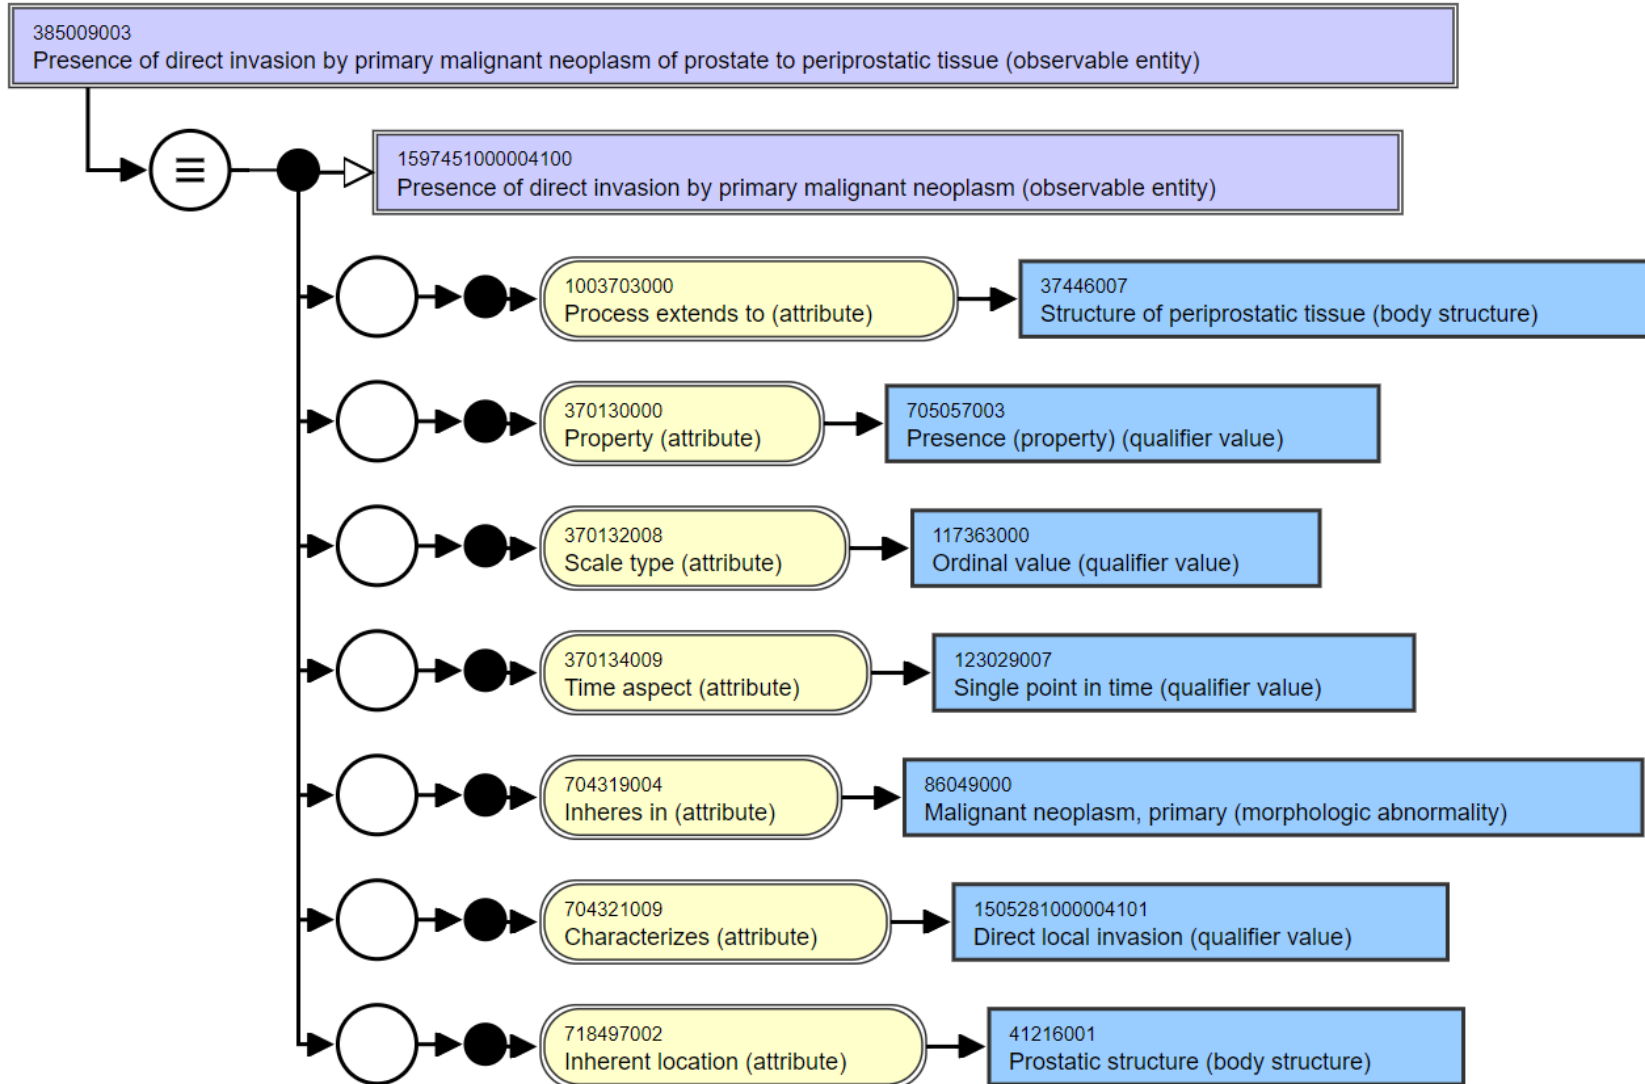 385009003
Presence of direct invasion by primary malignant neoplasm of prostate to periprostatic tissue (observable entity)
1597451000004100
Presence of direct invasion by primary malignant neoplasm (observable entity)
1003703000
Process extends to (attribute)
37446007
Structure of periprostatic tissue (body structure)
370130000
Property (attribute)
705057003
Presence (property) (qualifier value)
370132008
Scale type (attribute)
117363000
Ordinal value (qualifier value)
370134009
Time aspect (attribute)
123029007
Single point in time (qualifier value)
704319004
Inheres in (attribute)
86049000
Malignant neoplasm, primary (morphologic abnormality)
704321009
Characterizes (attribute)
1505281000004101
Direct local invasion (qualifier value)
718497002
Inherent location (attribute)
41216001
Prostatic structure (body structure)